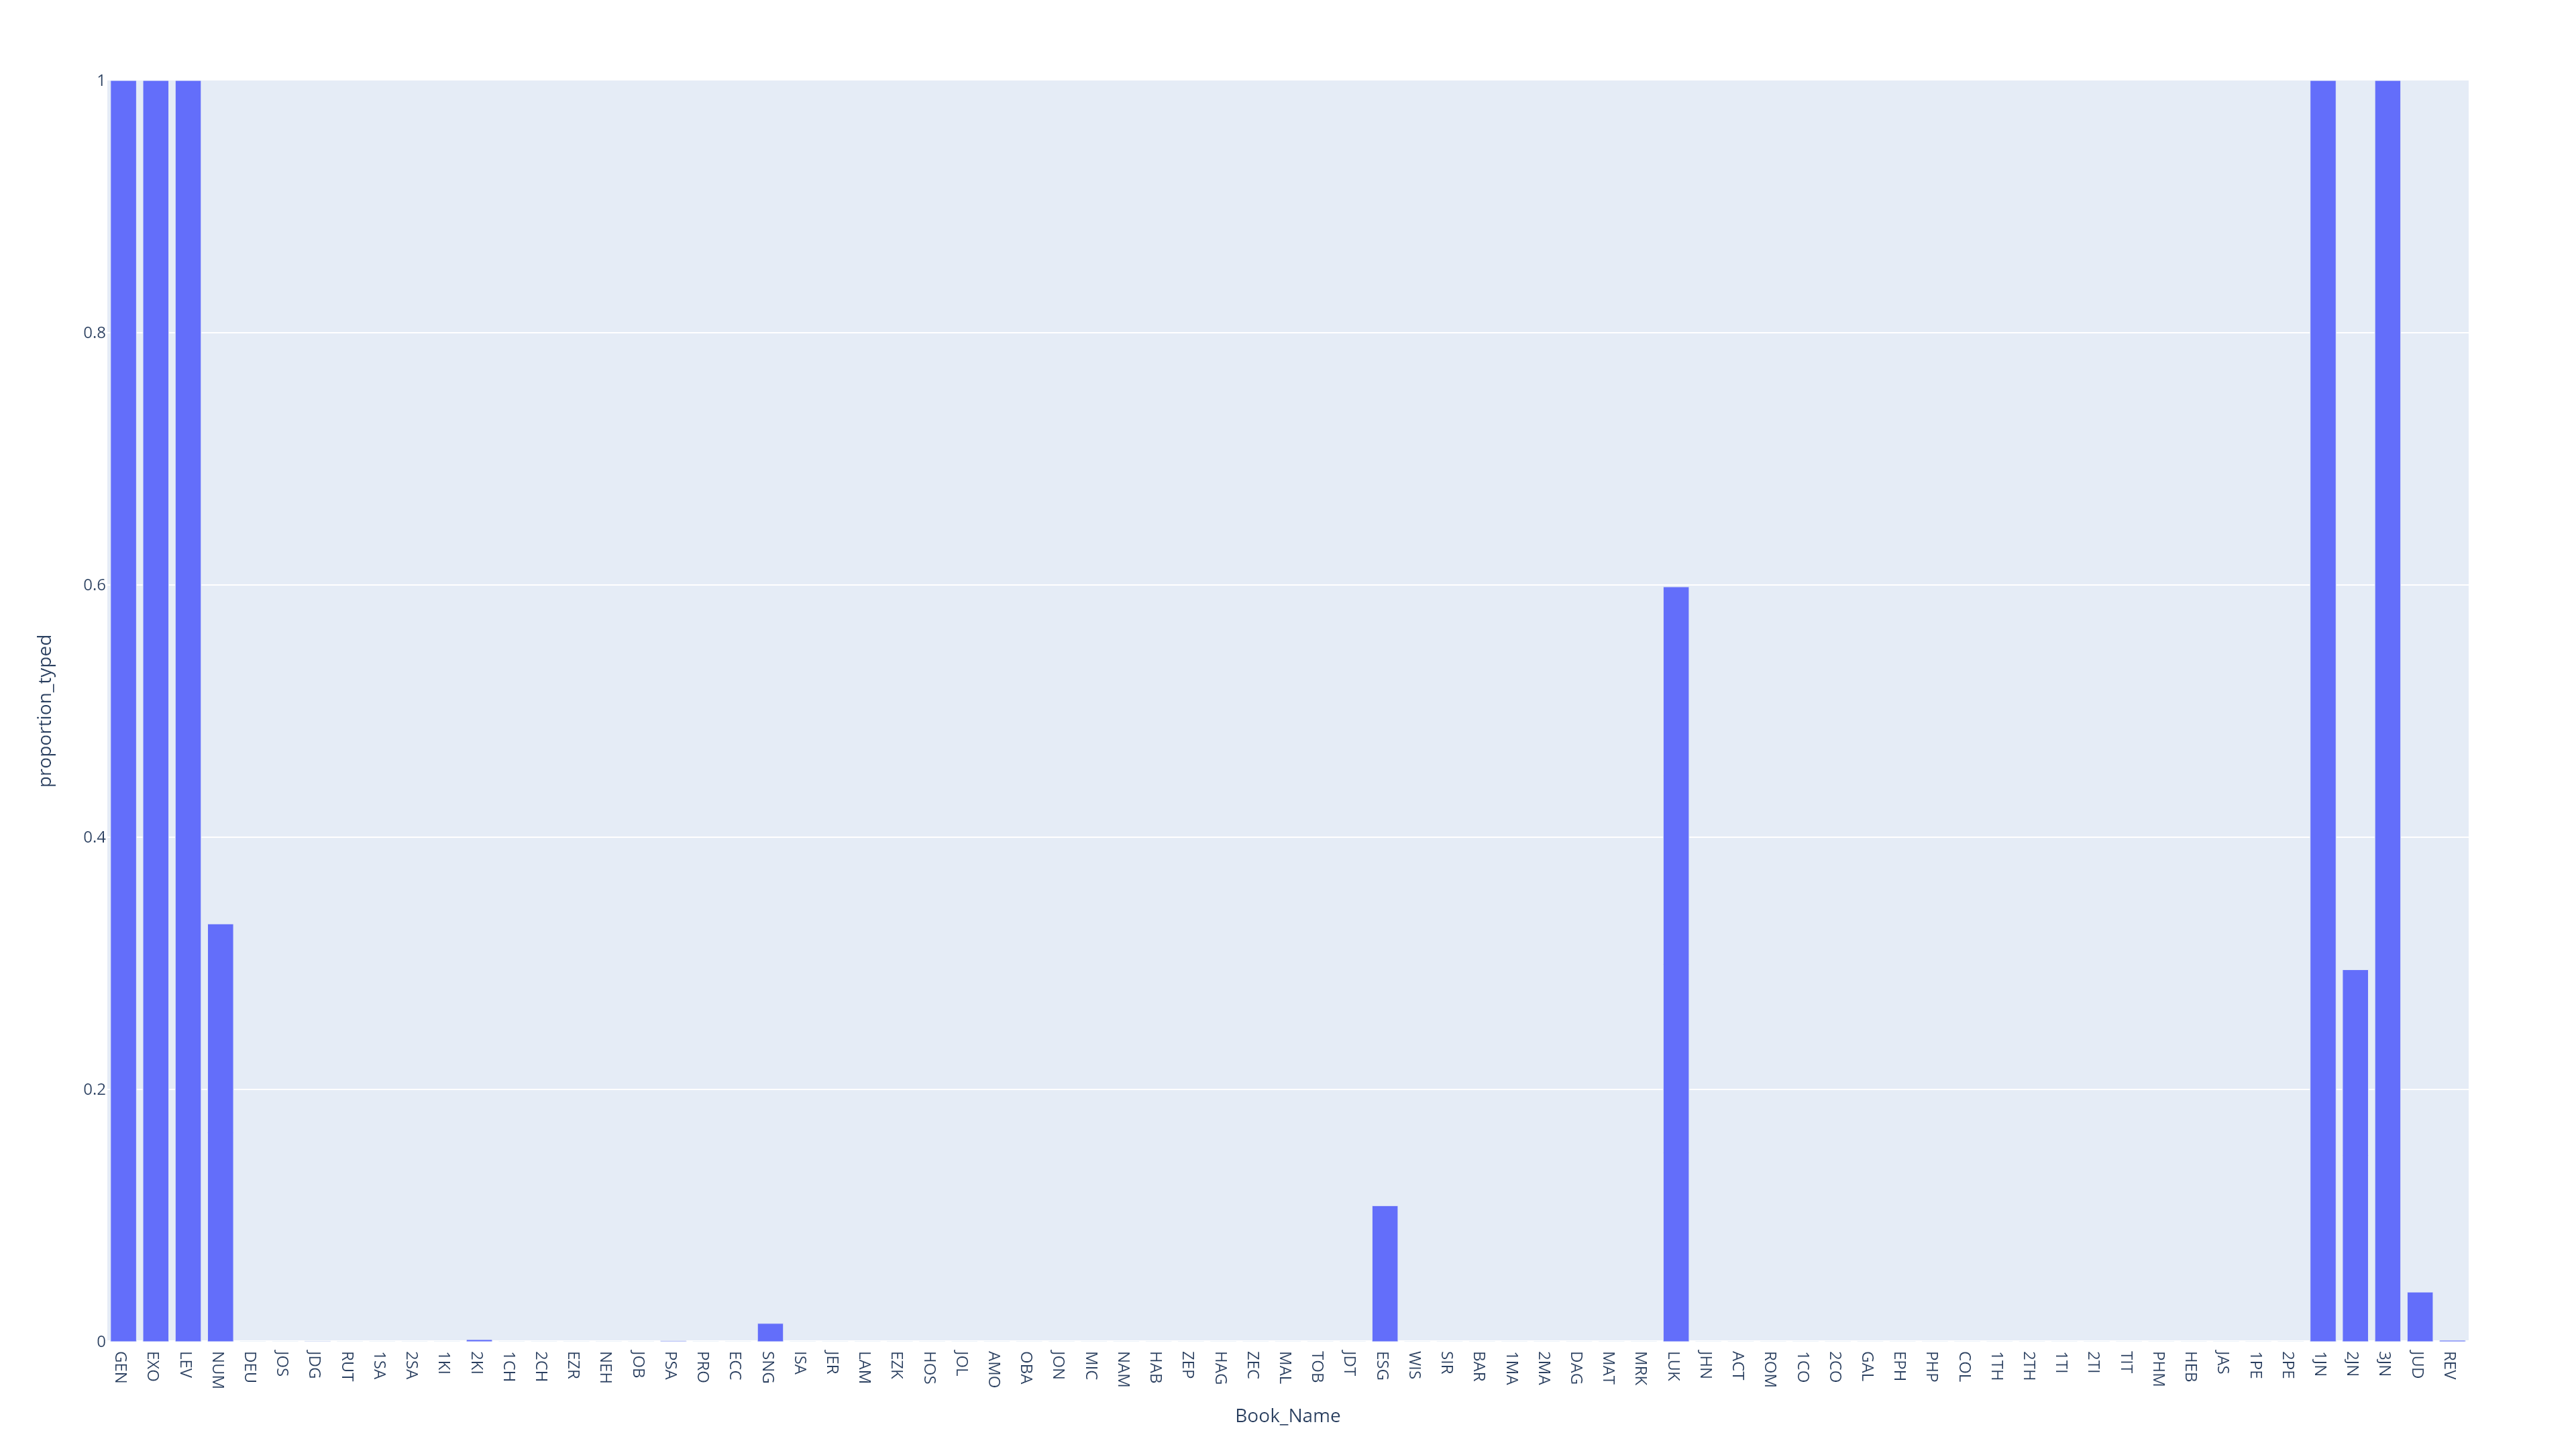 proportion_typed
1
0.8
0.6
0.4
0.2
0
GEN EXO LEV NUM DEU JOS JDG RUT 1SA 2SA 1KI 2KI 1CH 2CH EZR NEH JOB PSA PRO ECC SNG ISA JER LAM EZK HOS JOL AMO OBA JON MIC NAM HAB ZEP HAG ZEC MAL TOB JDT ESG WIS SIR BAR 1MA 2MA DAG MAT MRK LUK JHN ACT ROM 1CO 2CO GAL EPH PHP COL 1TH 2TH 1TI 2TI TIT PHM HEB JAS 1PE 2PE 1JN 2JN 3JN JUD REV
Book_Name